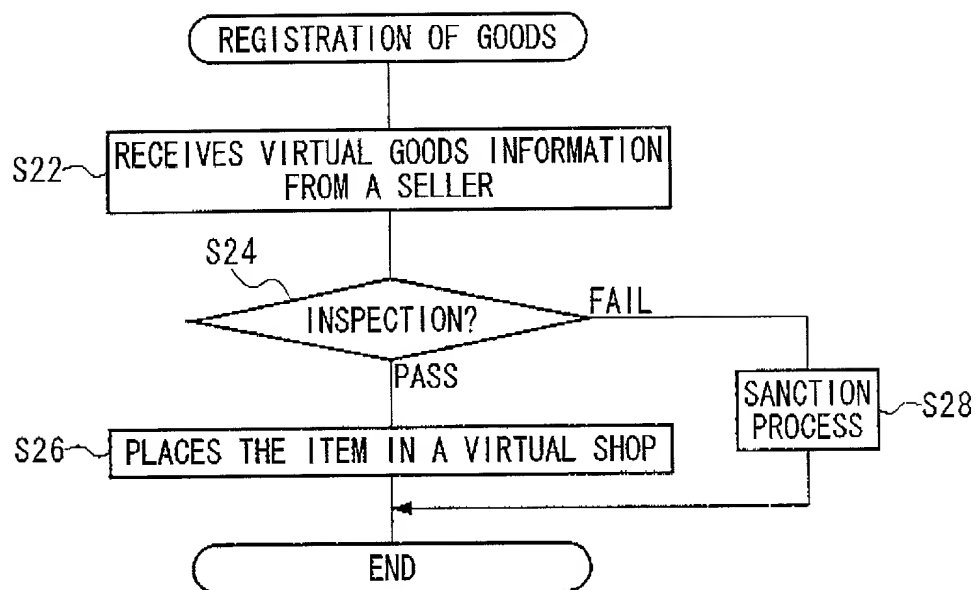 REGISTRATION OF GOODS
S22
RECEIVES VIRTUAL GOODS INFORMATION
FROM A SELLER
S24
INSPECTION?
FAIL
PASS
SANCTION
PROCESS
S28
S26
PLACES THE ITEM IN A VIRTUAL SHOP
END